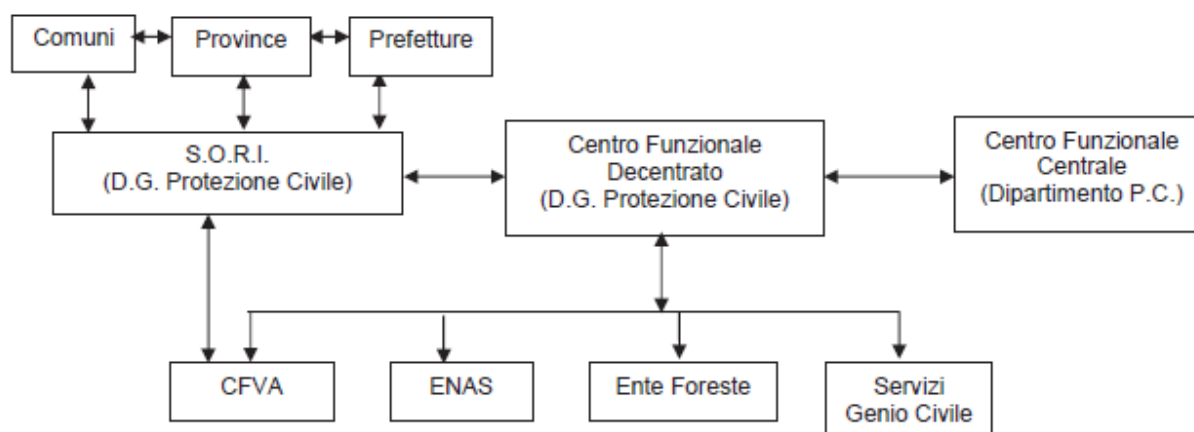 Comuni
Province
Prefetture
S.O.R.I.
(D.G. Protezione Civile)
Centro Funzionale
Decentrato
(D.G. Protezione Civile)
Centro Funzionale
Centrale
(Dipartimento P.C.)
CFVA
ENAS
Ente Foreste
Servizi
Genio Civile